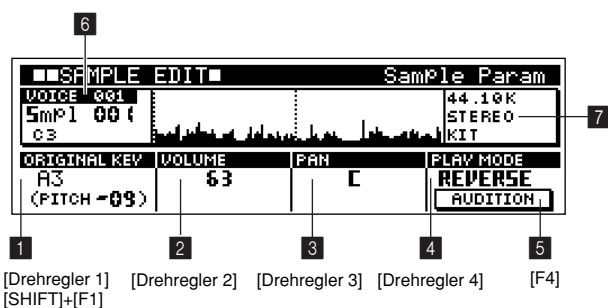 6
SAMPLE EDIT Sample Param
VOICE 001 44.10K
Smpl 001 STEREO 7
C3 KIT
ORIGINAL KEY VOLUME PAN PLAY MODE
A3 63 C REVERSE
(PITCH -09) AUDITION
1 2 3 4 5
[Drehregler 1] [Drehregler 2] [Drehregler 3] [Drehregler 4] [F4]
[SHIFT]+[F1]